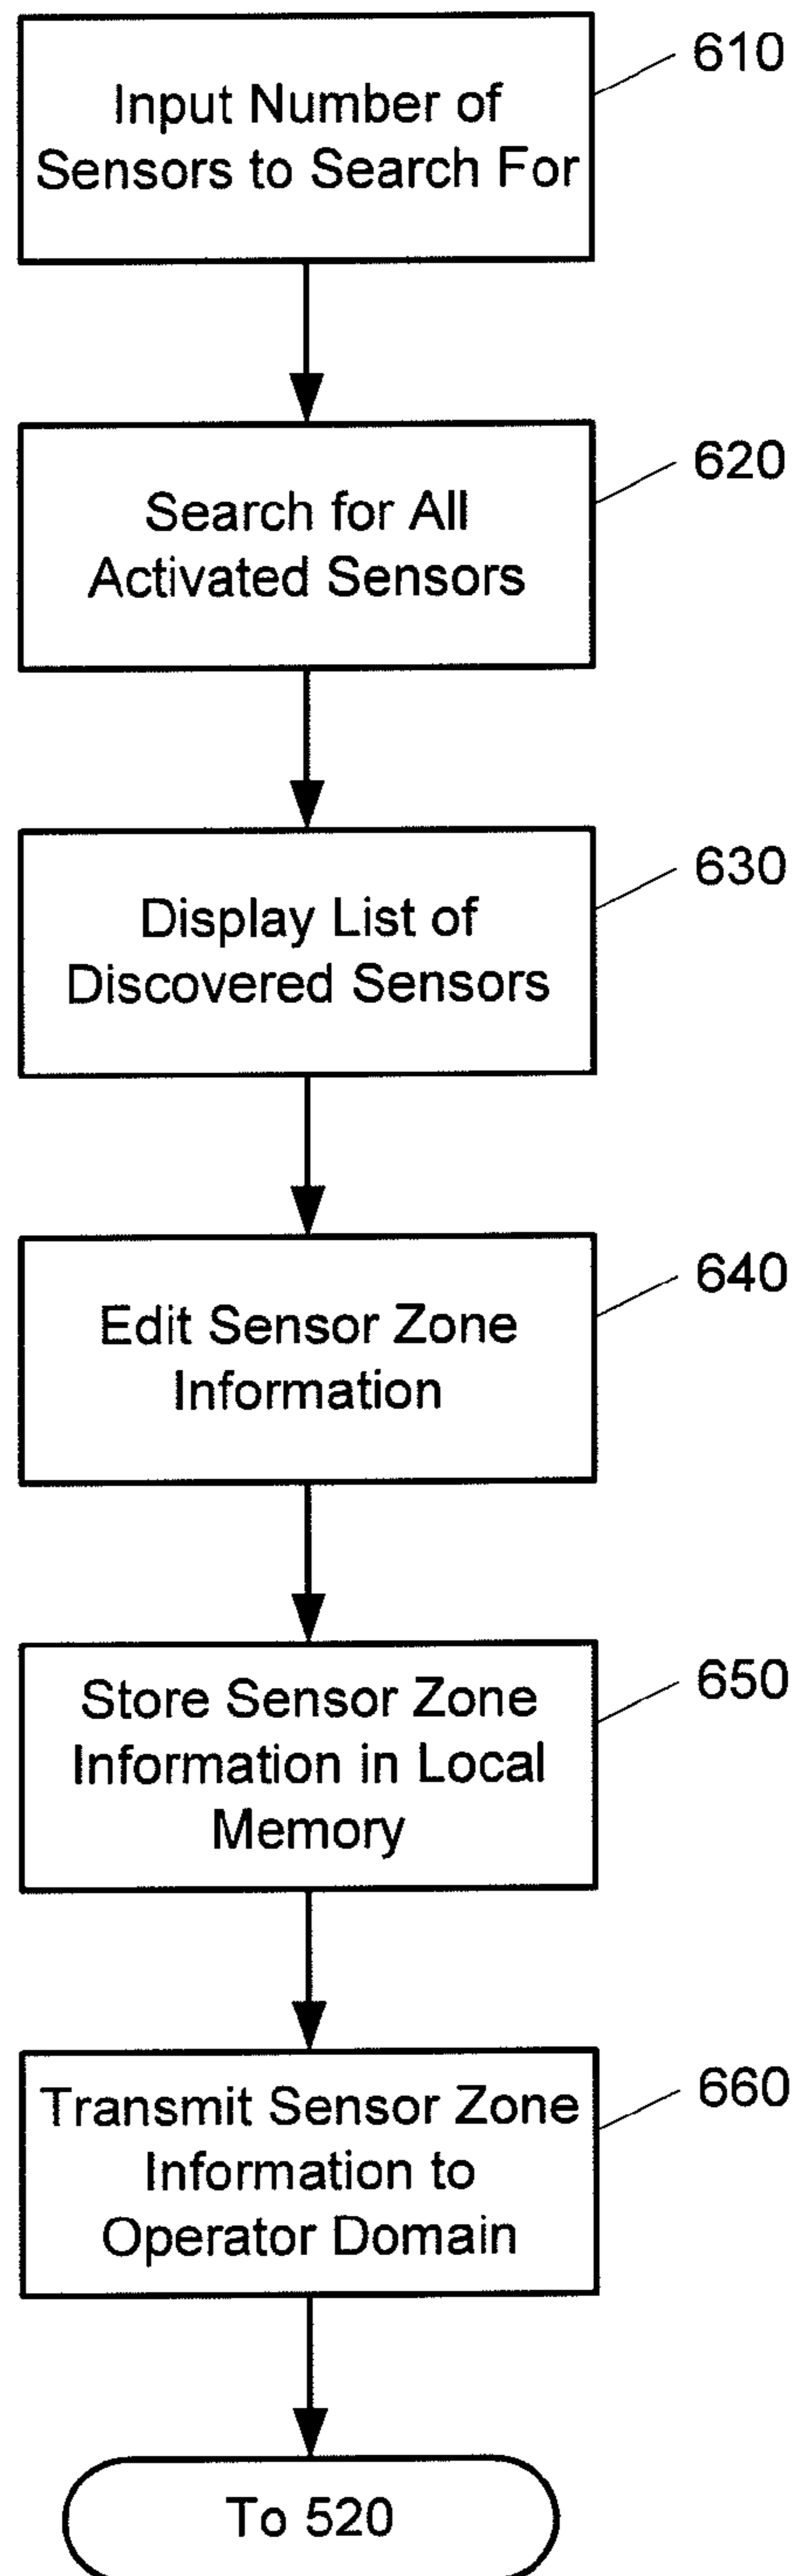 Input Number of
Sensors to Search For
610
Search for All
Activated Sensors
620
Display List of
Discovered Sensors
630
Edit Sensor Zone
Information
640
Store Sensor Zone
Information in Local
Memory
650
Transmit Sensor Zone
Information to
Operator Domain
660
To 520